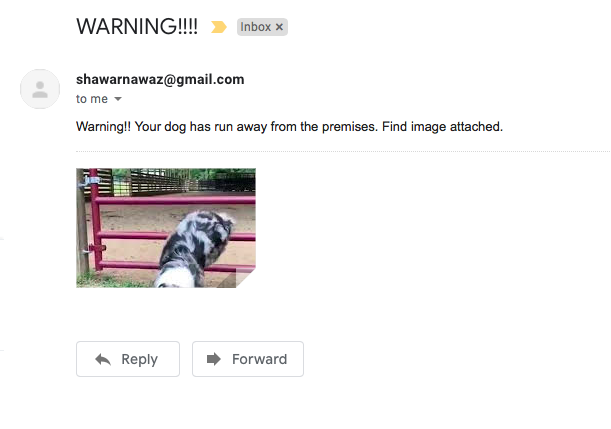 WARNING!!!! Inbox ×
shawarnawaz@gmail.com
to me
Warning!! Your dog has run away from the premises. Find image attached.
Reply Forward